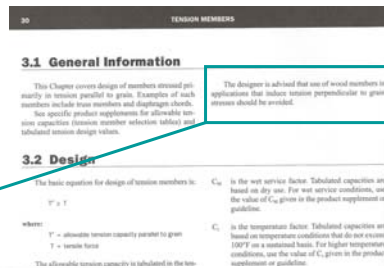 30
TENSION MEMBERS
3.1 General Information
This Chapter covers design of members stressed pri-
marily in tension parallel to grain. Examples of such
members include truss members and diaphragm chords.
See specific product supplements for allowable ten-
sion capacities (tension member selection tables) and
tabulated tension design values.
The designer is advised that use of wood members in
applications that induce tension perpendicular to grain
stresses should be avoided.
3.2 Design
The basic equation for design of tension members is:
T' ≥ T
where:
T' = allowable tension capacity parallel to grain
T = tensile force
The allowable tension capacity is tabulated in the ten-
is the wet service factor. Tabulated capacities are
based on dry use. For wet service conditions, use
the value of given in the product supplement or
guideline.
is the temperature factor. Tabulated capacities are
based on temperature conditions that do not exceed
100°F on a sustained basis. For higher temperature
conditions, use the value of Ct given in the product
supplement or guideline.